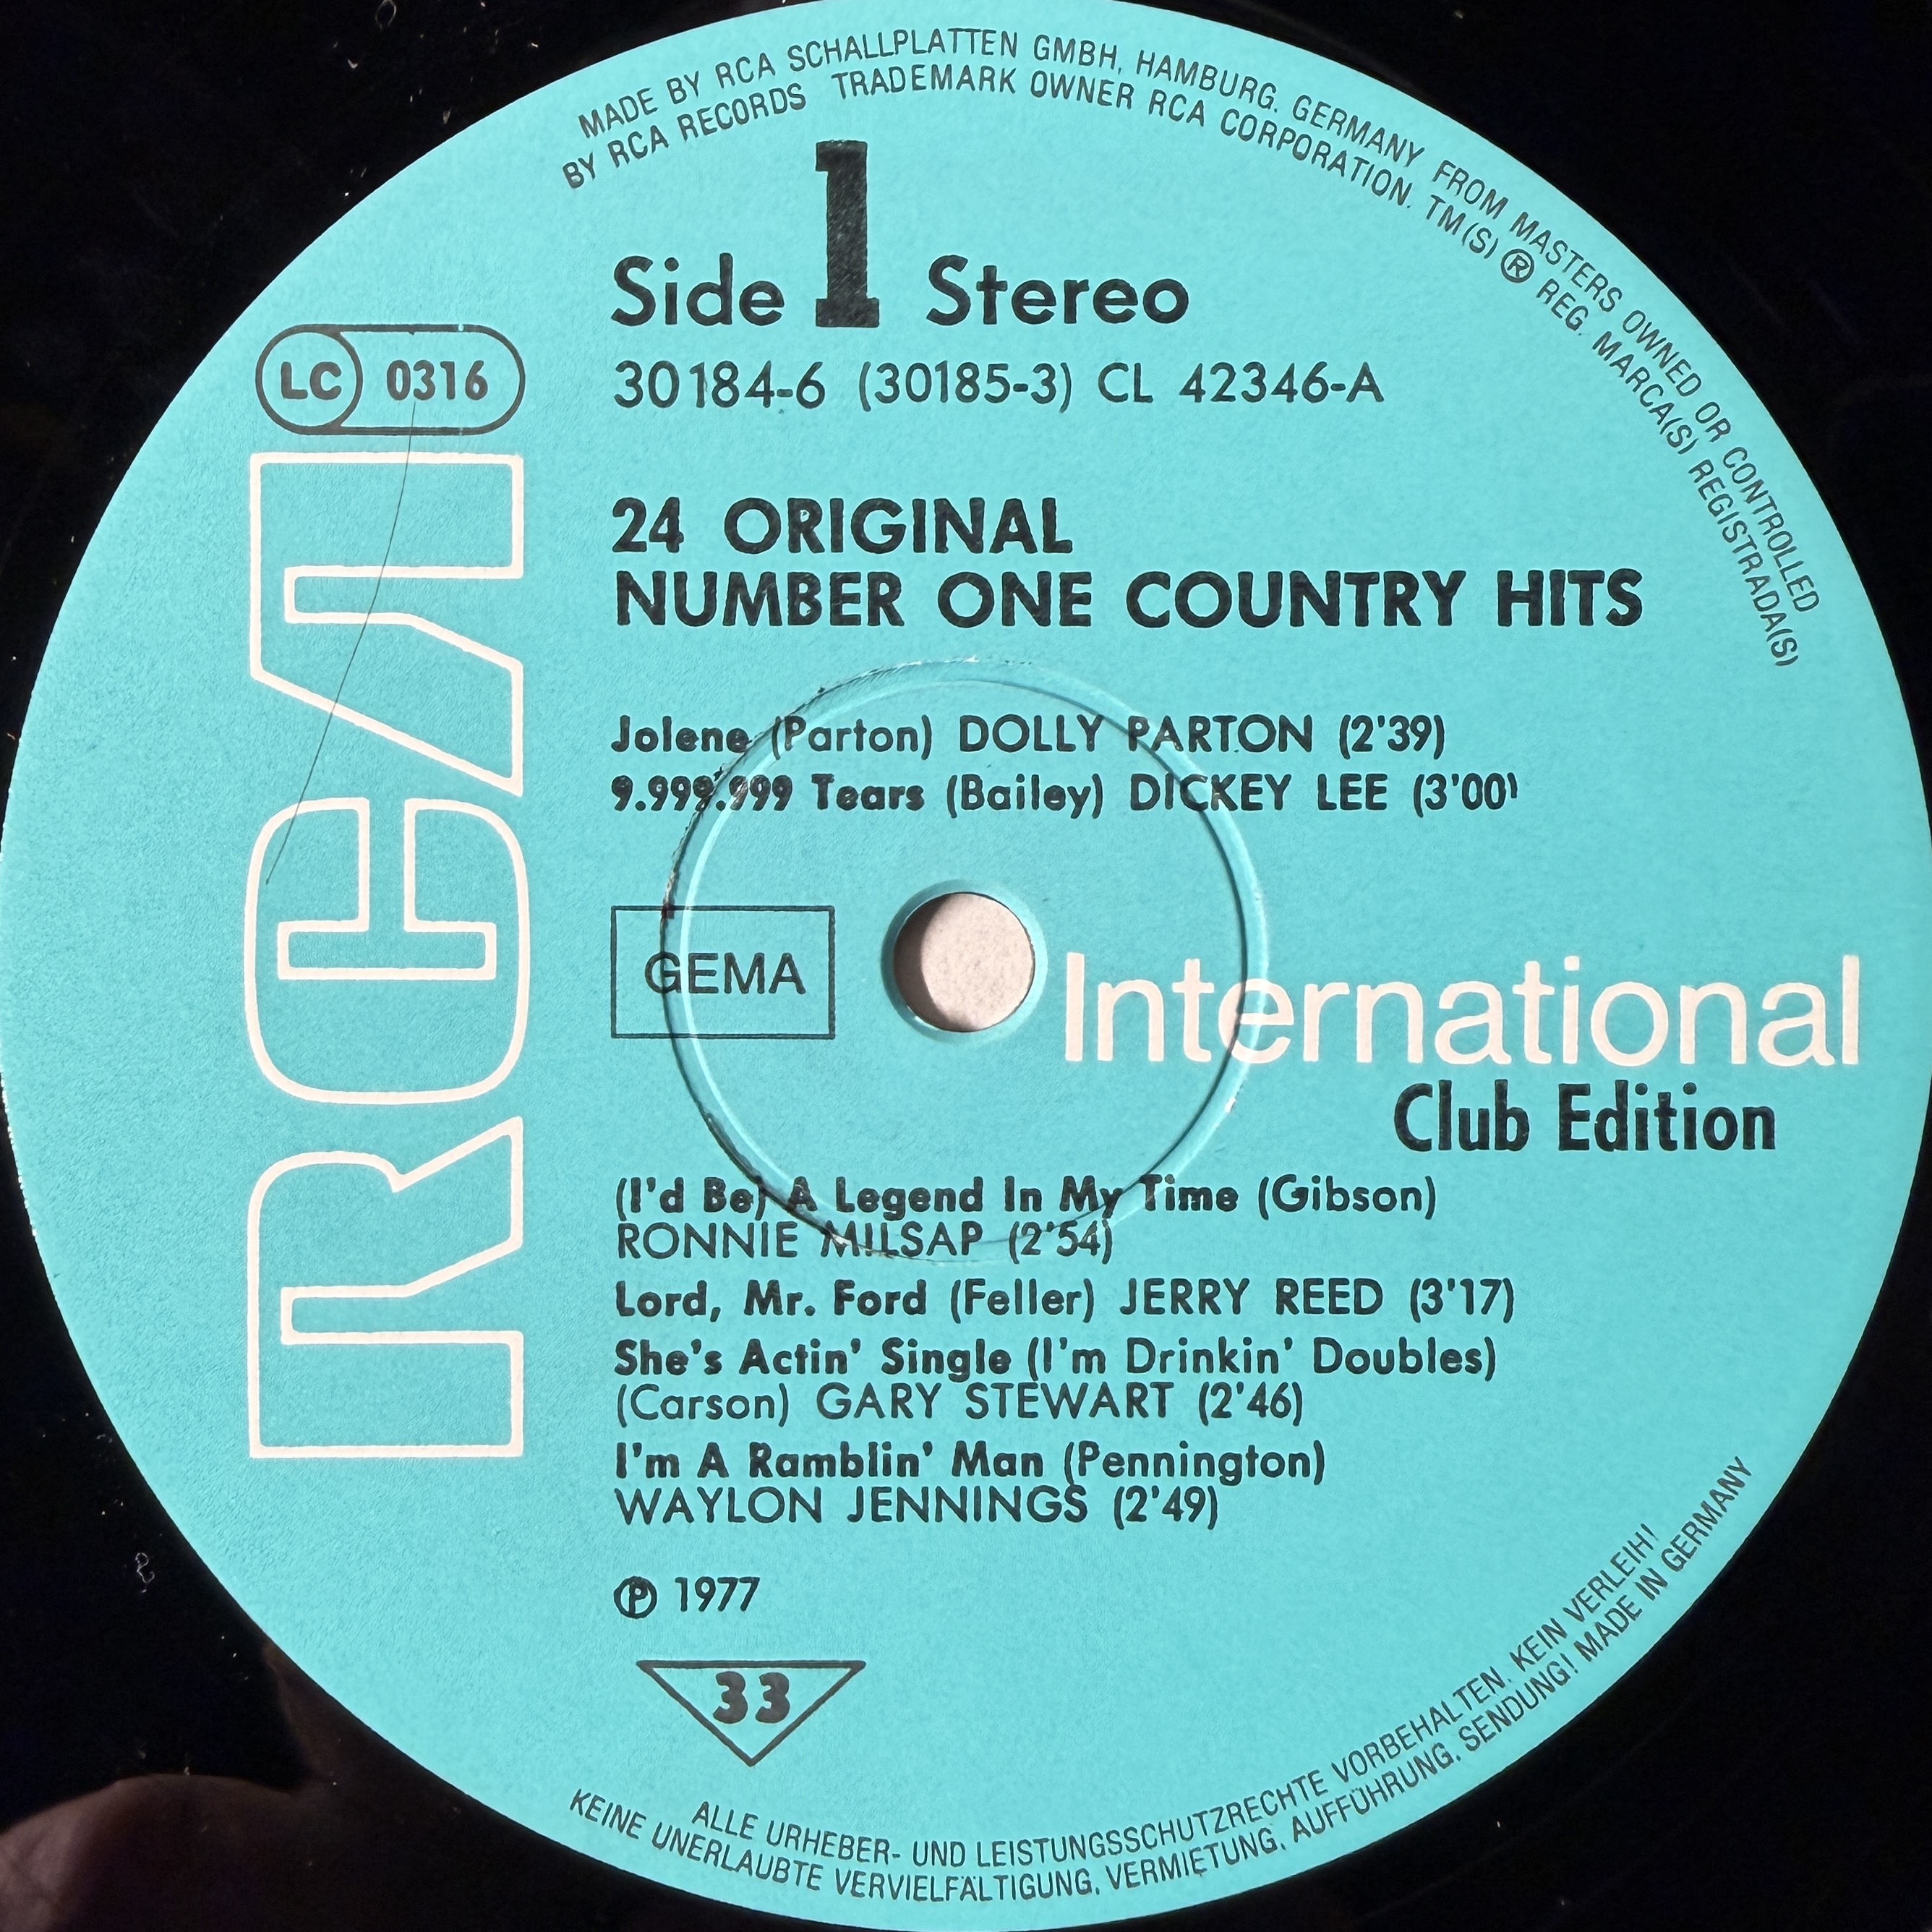 MADE BY RCA SCHALLPLATTEN GMBH, HAMBURG. GERMANY FROM MASTERS OWNED OR CONTROLLED
BY RCA RECORDS TRADEMARK OWNER RCA CORPORATION. TM(S) ® REG. MARCA(S) REGISTRADA(S)
Side 1 Stereo
LC 0316
30184-6 (30185-3) CL 42346-A
RCA
24 ORIGINAL
NUMBER ONE COUNTRY HITS
Jolene (Parton) DOLLY PARTON (2'39)
9.999.999 Tears (Bailey) DICKEY LEE (3'00)
GEMA
International
Club Edition
(I'd Be) A Legend In My Time (Gibson)
RONNIE MILSAP (2'54)
Lord, Mr. Ford (Feller) JERRY REED (3'17)
She's Actin' Single (I'm Drinkin' Doubles)
(Carson) GARY STEWART (2'46)
I'm A Ramblin' Man (Pennington)
WAYLON JENNINGS (2'49)
℗ 1977
33
ALLE URHEBER- UND LEISTUNGSSCHUTZRECHTE VORBEHALTEN. KEIN VERLEIH!
KEINE UNERLAUBTE VERVIELFÄLTIGUNG, VERMIETUNG, AUFFÜHRUNG, SENDUNG! MADE IN GERMANY